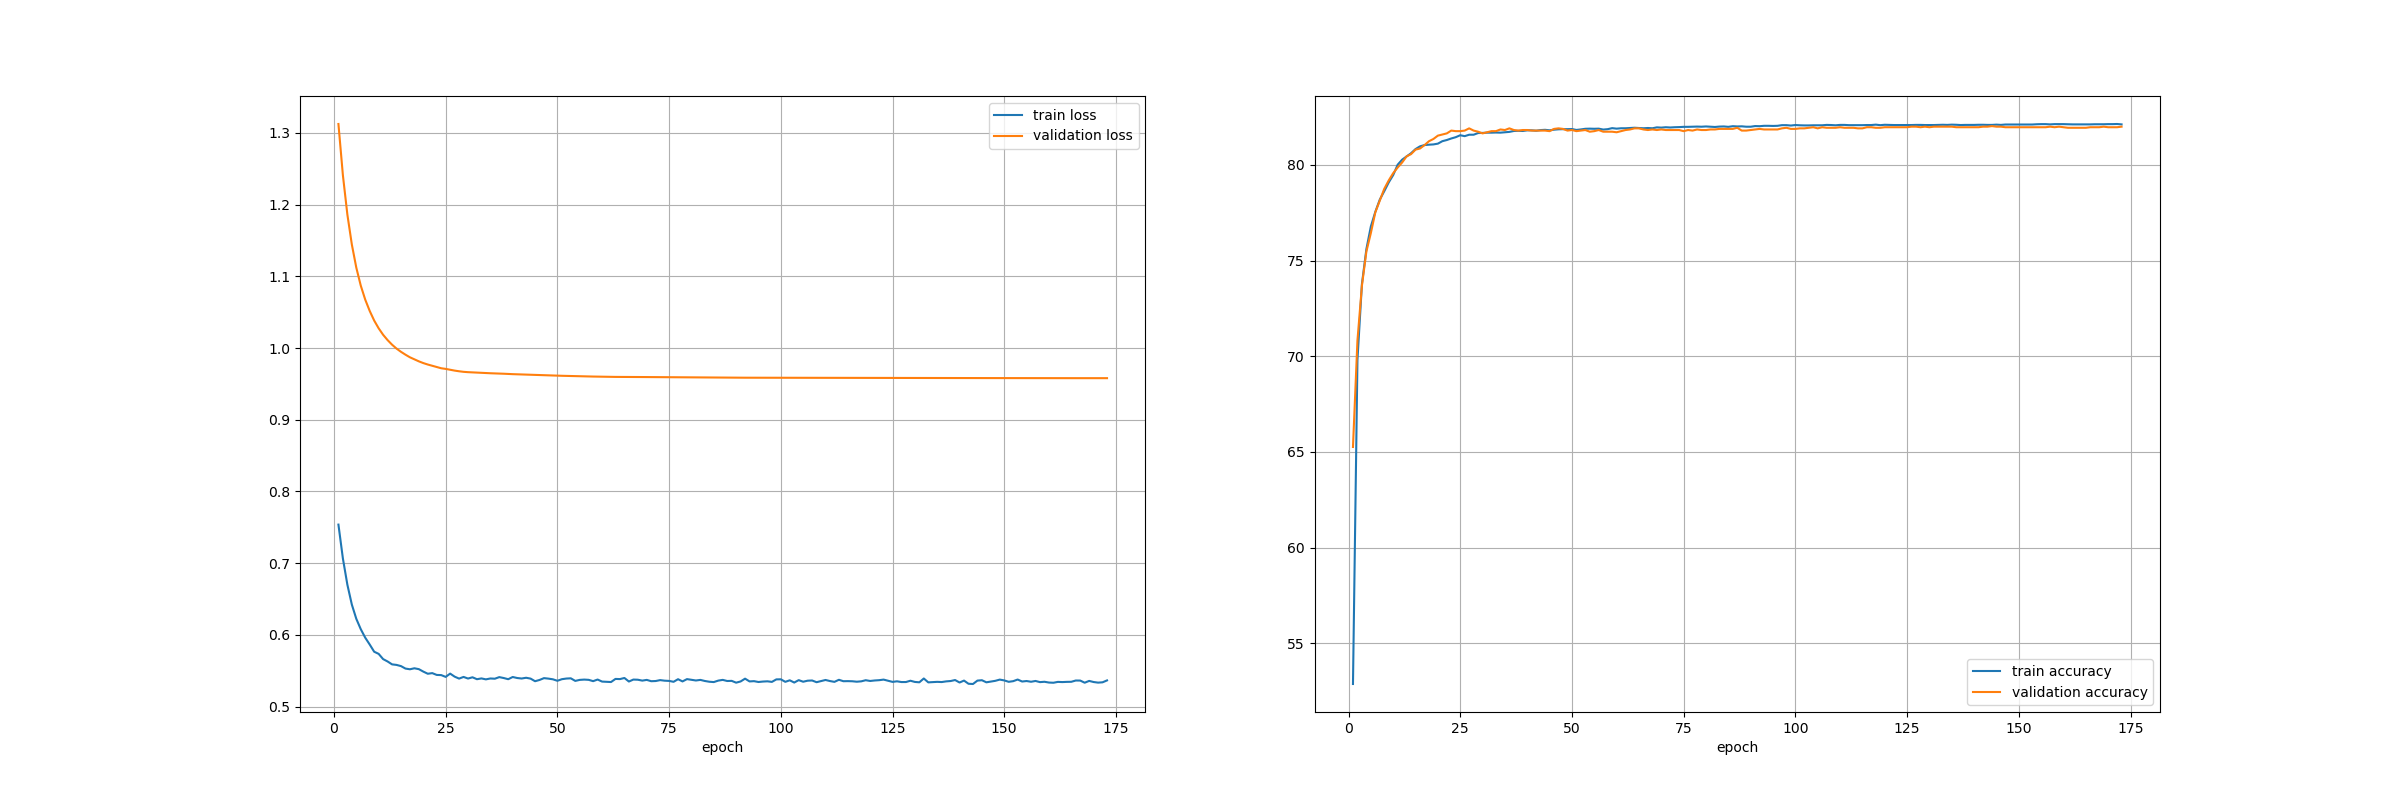 train loss
validation loss
1.3
1.2
1.1
1.0
0.9
0.8
0.7
0.6
0.5
0 25 50 75 100 125 150 175
epoch
80
75
70
65
60
55
train accuracy
validation accuracy
0 25 50 75 100 125 150 175
epoch